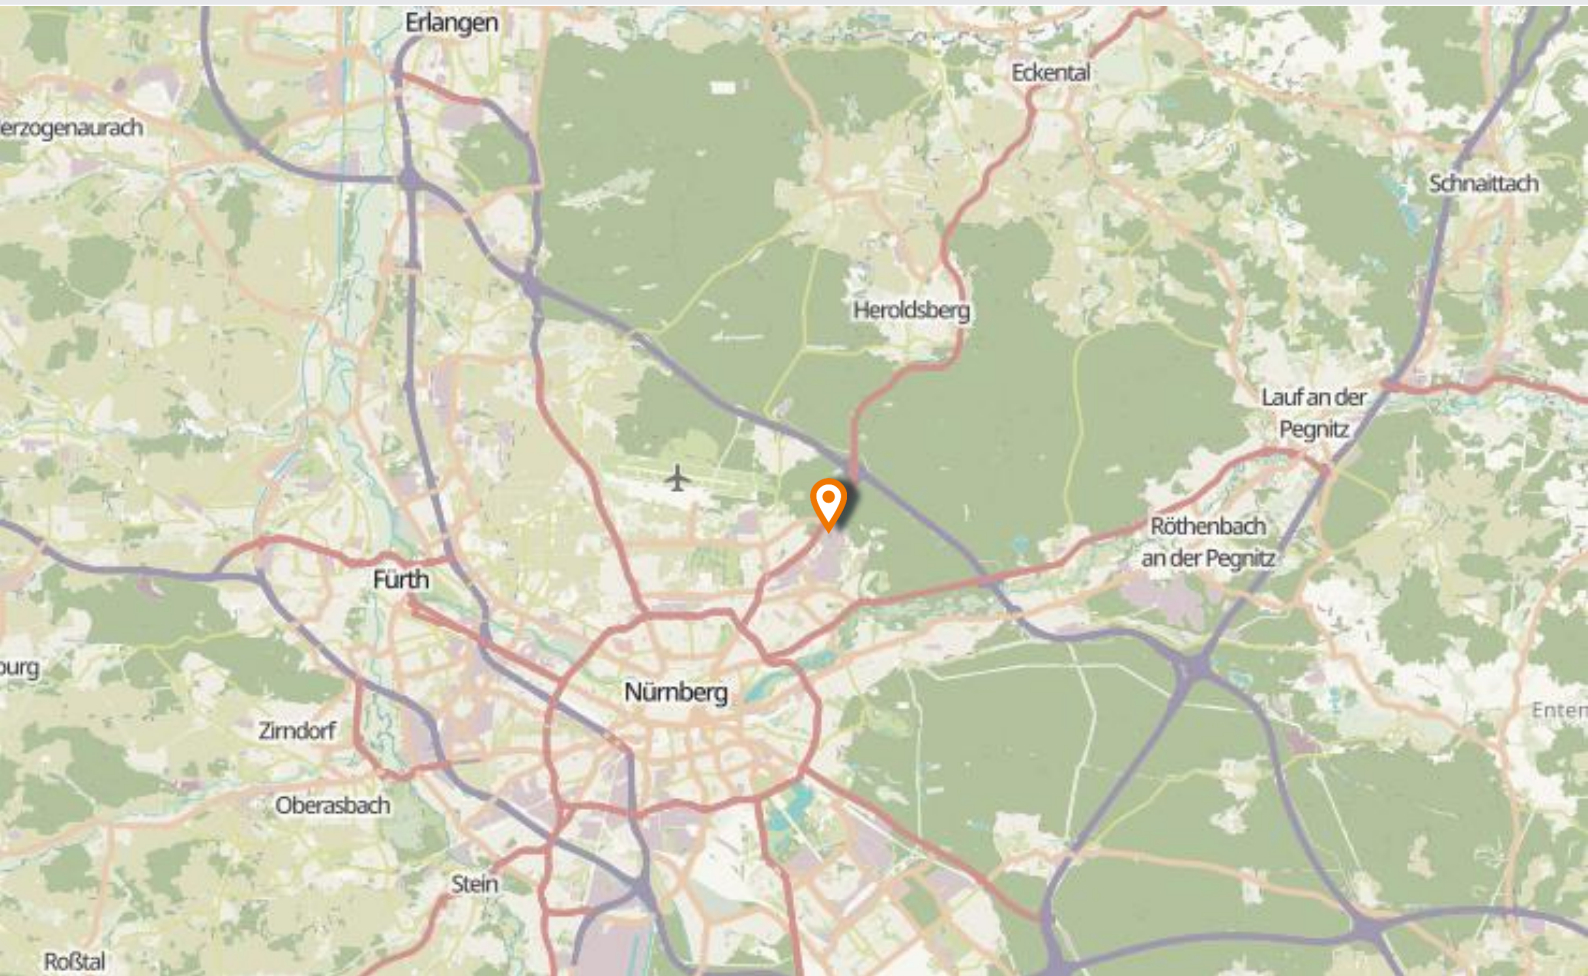 Erlangen
Eckental
erzogenaurach
Schnaittach
Heroldsberg
Lauf an der
Pegnitz
Röthenbach
an der Pegnitz
Fürth
burg
Nürnberg
Enten
Zirndorf
Oberasbach
Stein
Roßtal